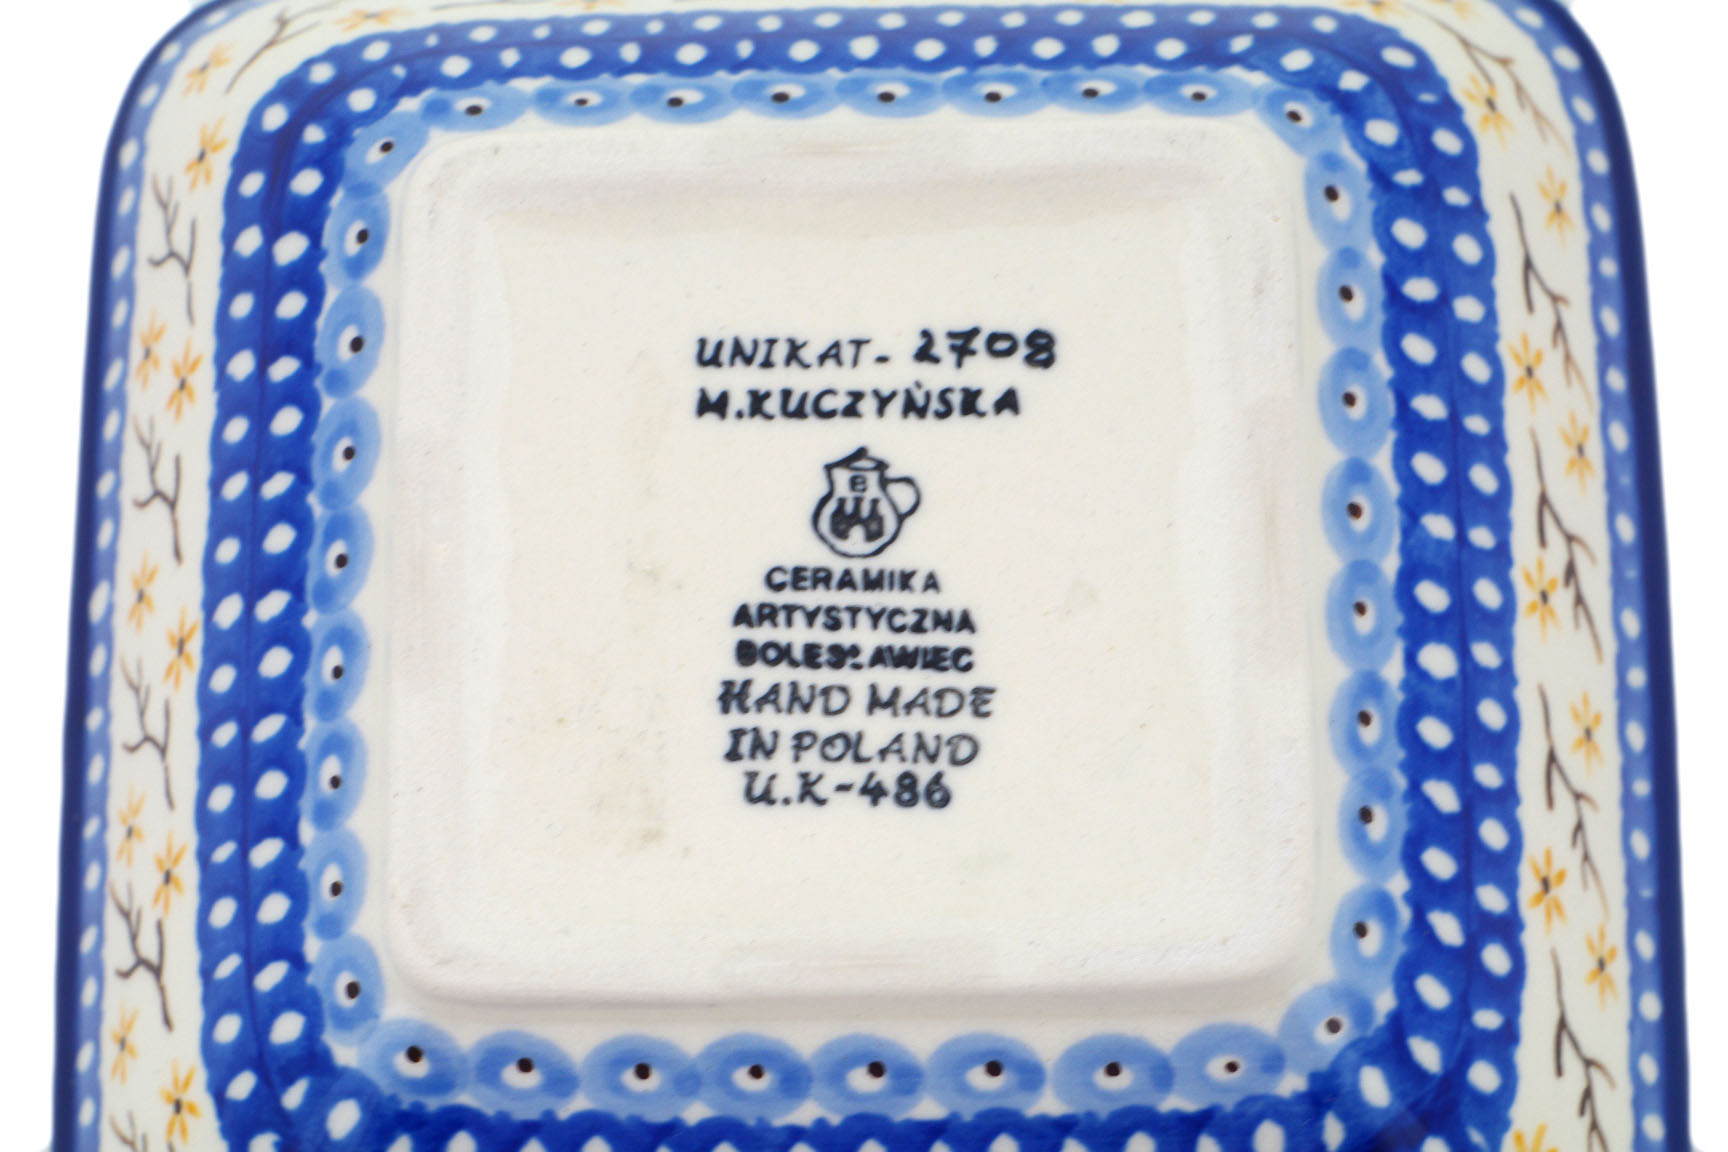 UNIKAT - 2708
M.KUCZYŃSKA
B
CERAMIKA
ARTYSTYCZNA
BOLESŁAWIEC
HAND MADE
IN POLAND
U.K-486